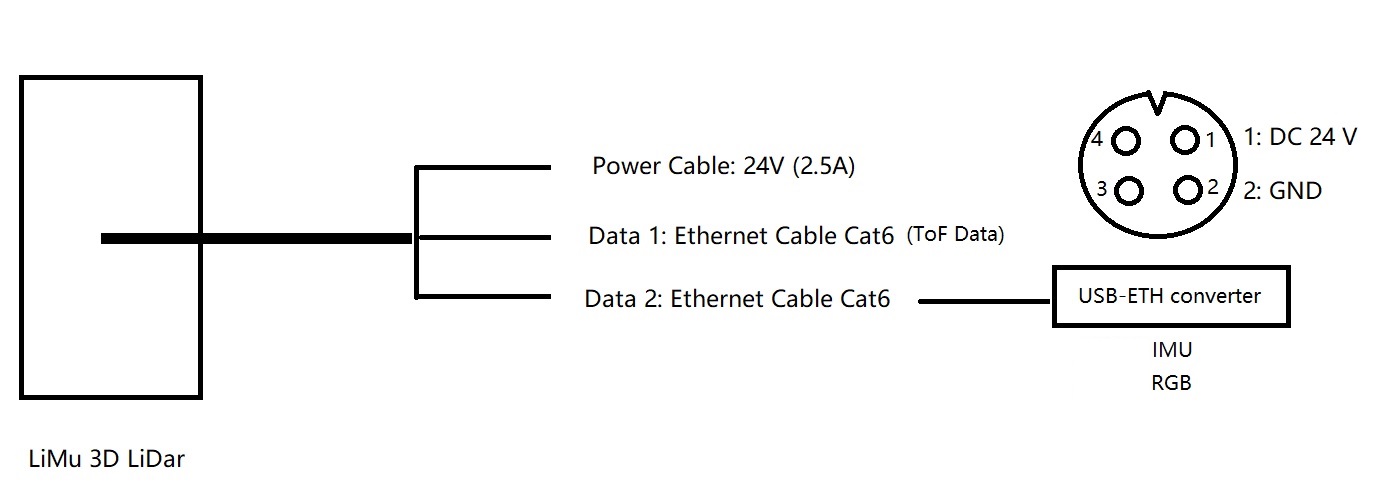 4
1
1: DC 24 V
3
2
2: GND
Power Cable: 24V (2.5A)
Data 1: Ethernet Cable Cat6 (ToF Data)
Data 2: Ethernet Cable Cat6
USB-ETH converter
IMU
RGB
LiMu 3D LiDar